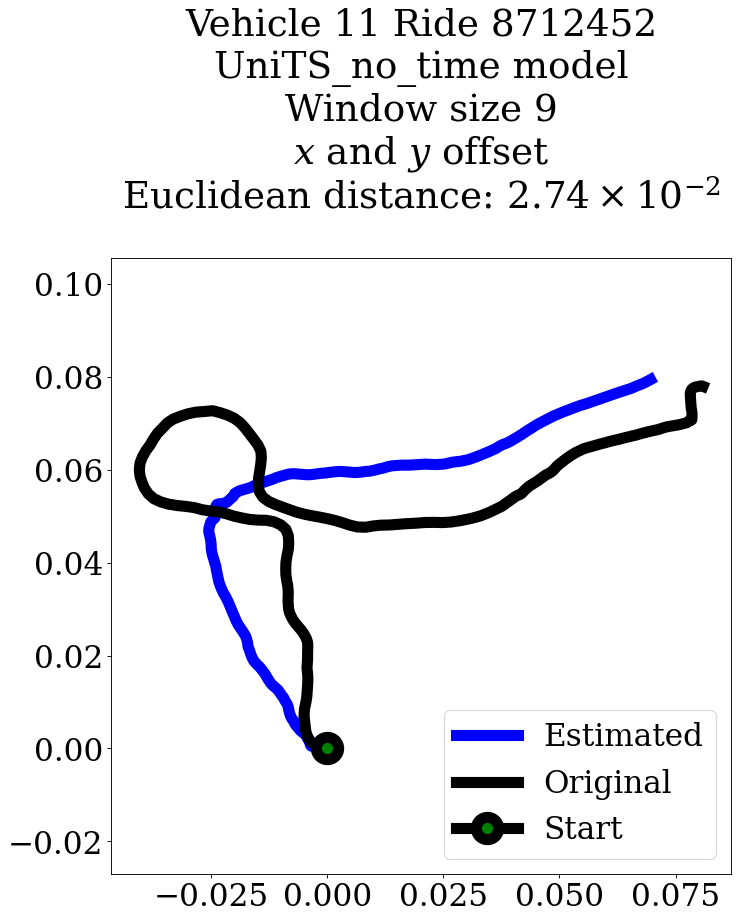 Vehicle 11 Ride 8712452
UniTS_no_time model
Window size 9
x and y offset
Euclidean distance: 2.74 × 10⁻²
0.10
0.08
0.06
0.04
0.02
0.00
−0.02
Estimated
Original
Start
−0.025 0.000 0.025 0.050 0.075